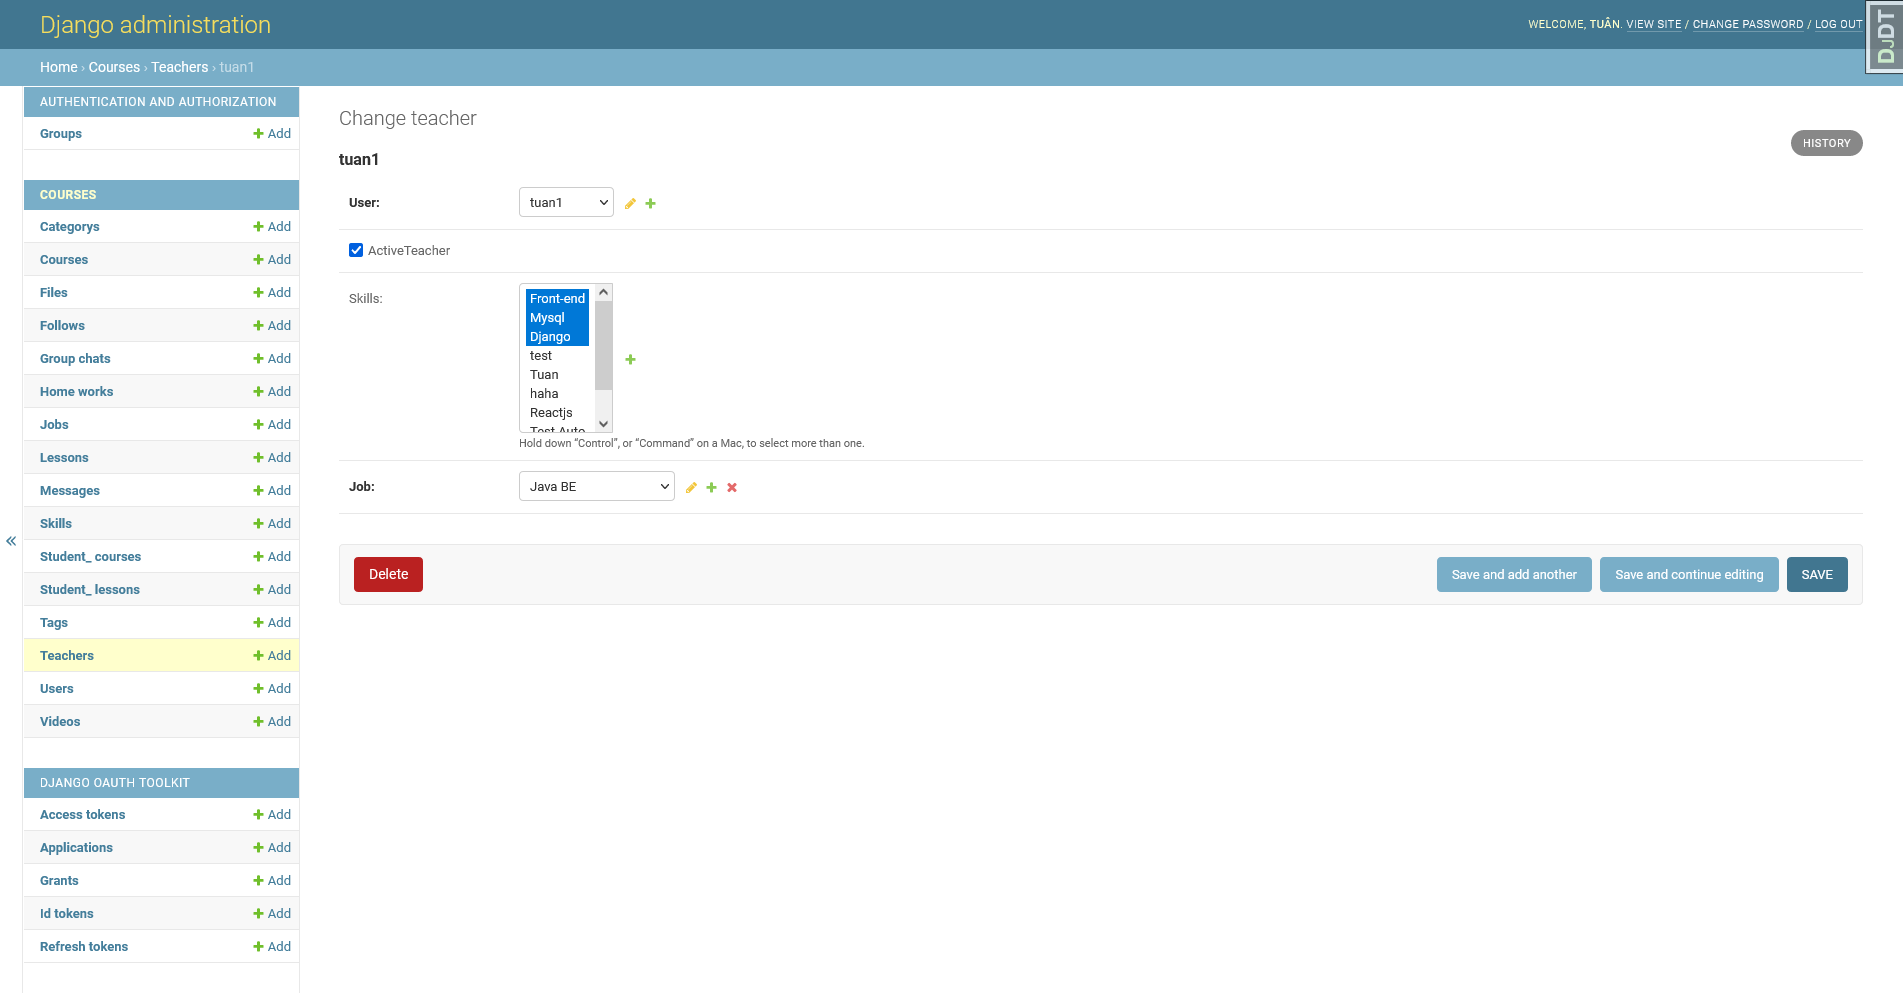 Django administration
WELCOME, TUÂN. VIEW SITE / CHANGE PASSWORD / LOG OUT
DJDT
Home › Courses › Teachers › tuan1
AUTHENTICATION AND AUTHORIZATION
Groups Add
COURSES
Categorys Add
Courses Add
Files Add
Follows Add
Group chats Add
Home works Add
Jobs Add
Lessons Add
Messages Add
Skills Add
Student_ courses Add
Student_ lessons Add
Tags Add
Teachers Add
Users Add
Videos Add
DJANGO OAUTH TOOLKIT
Access tokens Add
Applications Add
Grants Add
Id tokens Add
Refresh tokens Add
«
Change teacher
HISTORY
tuan1
User: tuan1
ActiveTeacher
Skills:
Front-end
Mysql
Django
test
Tuan
haha
Reactjs
Test Auto
Hold down “Control”, or “Command” on a Mac, to select more than one.
Job: Java BE
Delete
Save and add another
Save and continue editing
SAVE